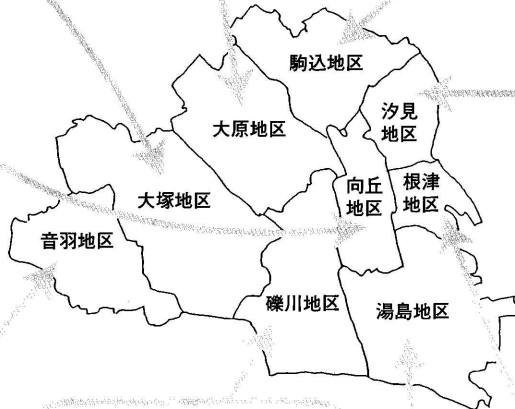 駒込地区
汐見
地区
大原地区
向丘
地区
根津
地区
大塚地区
音羽地区
礫川地区
湯島地区